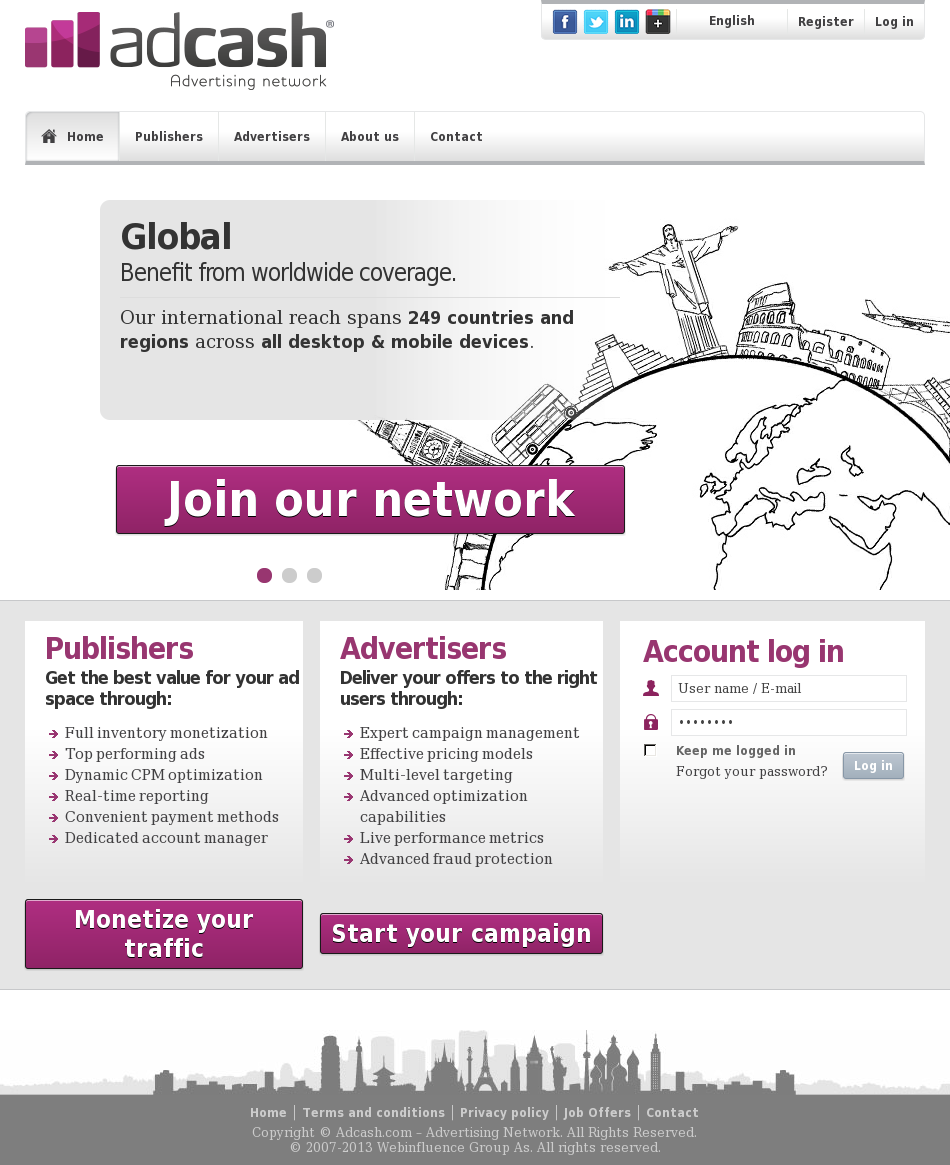 adcash®
Advertising network
English
Register
Log in
Home
Publishers
Advertisers
About us
Contact
Global
Benefit from worldwide coverage.
Our international reach spans 249 countries and
regions across all desktop & mobile devices.
Join our network
Publishers
Get the best value for your ad
space through:
Full inventory monetization
Top performing ads
Dynamic CPM optimization
Real-time reporting
Convenient payment methods
Dedicated account manager
Monetize your
traffic
Advertisers
Deliver your offers to the right
users through:
Expert campaign management
Effective pricing models
Multi-level targeting
Advanced optimization
capabilities
Live performance metrics
Advanced fraud protection
Start your campaign
Account log in
User name / E-mail
••••••••
Keep me logged in
Forgot your password?
Log in
Home | Terms and conditions | Privacy policy | Job Offers | Contact
Copyright © Adcash.com – Advertising Network. All Rights Reserved.
© 2007-2013 Webinfluence Group As. All rights reserved.